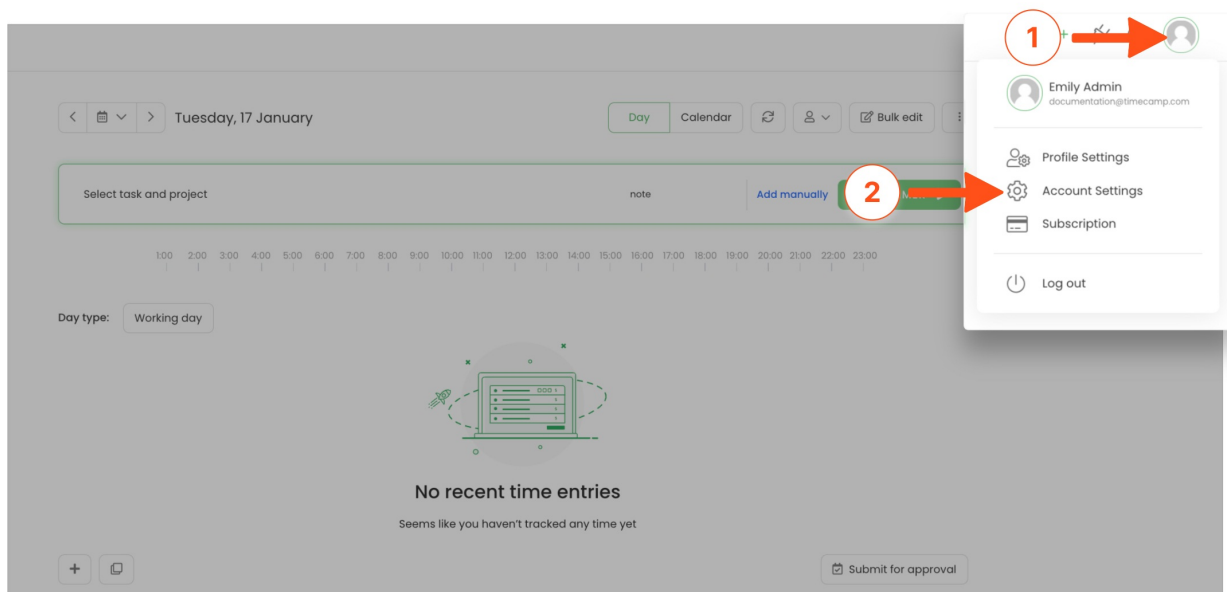 1
+
Emily Admin
documentation@timecamp.com
Tuesday, 17 January
Day Calendar Bulk edit
Profile Settings
Select task and project note Add manually
2
Account Settings
Subscription
1:00 2:00 3:00 4:00 5:00 6:00 7:00 8:00 9:00 10:00 11:00 12:00 13:00 14:00 15:00 16:00 17:00 18:00 19:00 20:00 21:00 22:00 23:00
Log out
Day type: Working day
No recent time entries
Seems like you haven't tracked any time yet
+ Submit for approval